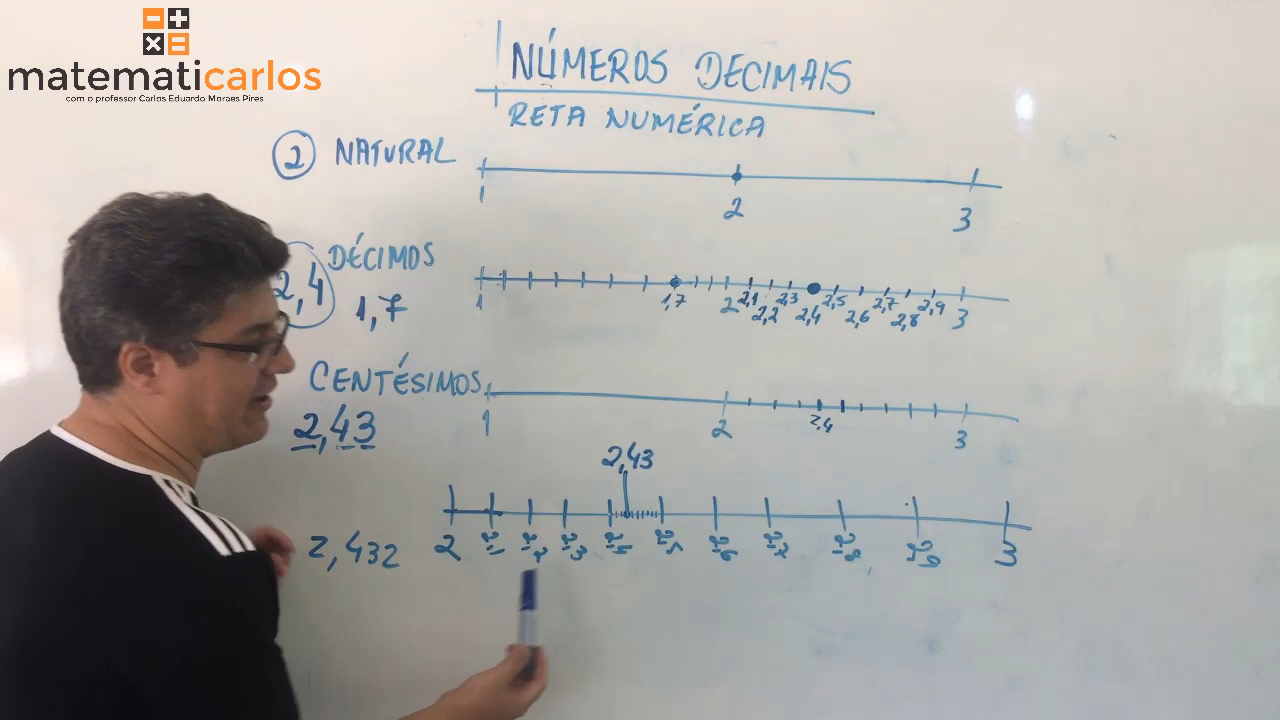 matematicarlos
com o professor Carlos Eduardo Moraes Pires
NÚMEROS DECIMAIS
RETA NUMÉRICA
2 NATURAL
1 2 3
2,4 DÉCIMOS
1,7
1 1,7 2 2,1 2,2 2,3 2,4 2,5 2,6 2,7 2,8 2,9 3
CENTÉSIMOS
2,43
1 2 2,4 3
2,43
2,432
2 3